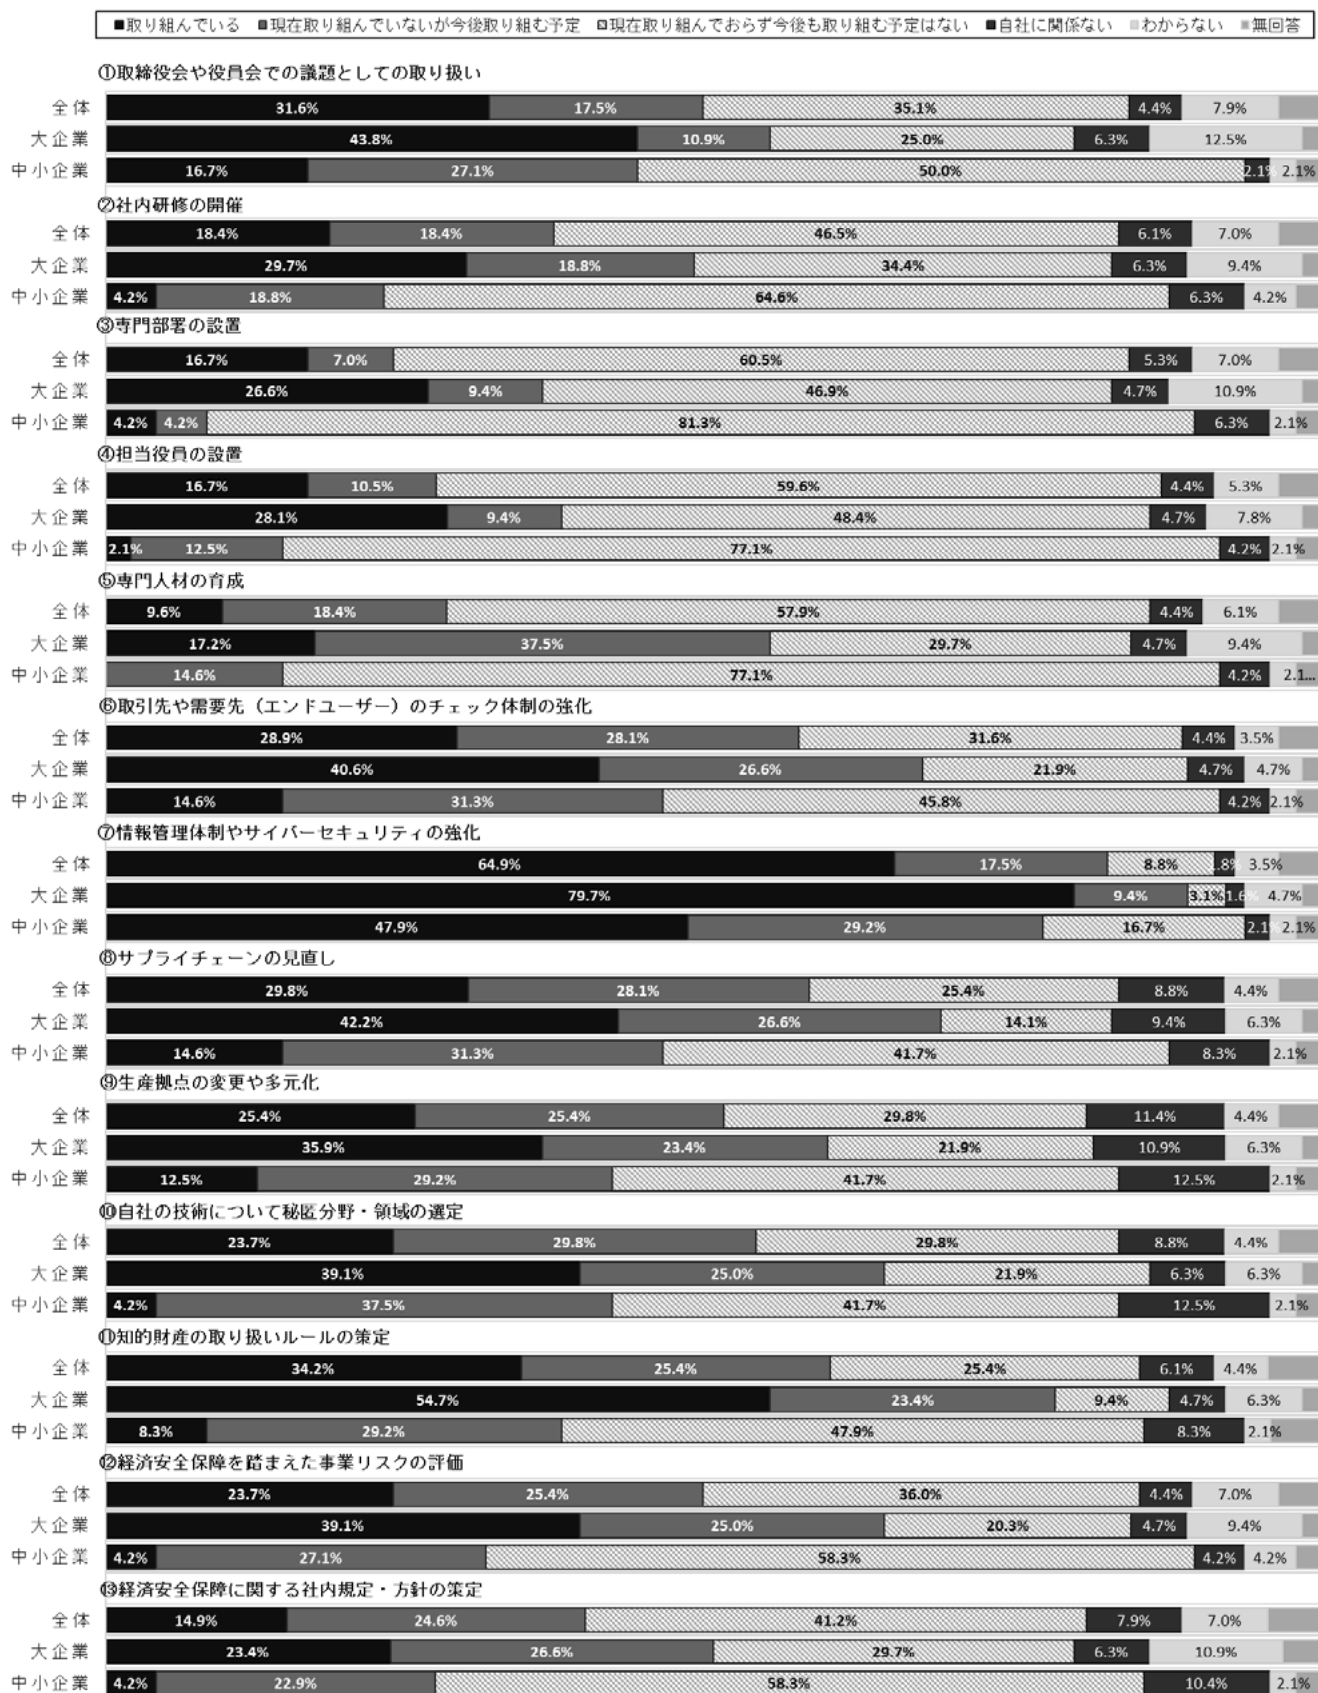 ■取り組んでいる ■現在取り組んでいないが今後取り組む予定 ▧現在取り組んでおらず今後も取り組む予定はない ■自社に関係ない ■わからない ■無回答
①取締役会や役員会での議題としての取り扱い
全体 31.6% 17.5% 35.1% 4.4% 7.9%
大企業 43.8% 10.9% 25.0% 6.3% 12.5%
中小企業 16.7% 27.1% 50.0% 2.1% 2.1%
②社内研修の開催
全体 18.4% 18.4% 46.5% 6.1% 7.0%
大企業 29.7% 18.8% 34.4% 6.3% 9.4%
中小企業 4.2% 18.8% 64.6% 6.3% 4.2%
③専門部署の設置
全体 16.7% 7.0% 60.5% 5.3% 7.0%
大企業 26.6% 9.4% 46.9% 4.7% 10.9%
中小企業 4.2% 4.2% 81.3% 6.3% 2.1%
④担当役員の設置
全体 16.7% 10.5% 59.6% 4.4% 5.3%
大企業 28.1% 9.4% 48.4% 4.7% 7.8%
中小企業 2.1% 12.5% 77.1% 4.2% 2.1%
⑤専門人材の育成
全体 9.6% 18.4% 57.9% 4.4% 6.1%
大企業 17.2% 37.5% 29.7% 4.7% 9.4%
中小企業 14.6% 77.1% 4.2% 2.1...
⑥取引先や需要先（エンドユーザー）のチェック体制の強化
全体 28.9% 28.1% 31.6% 4.4% 3.5%
大企業 40.6% 26.6% 21.9% 4.7% 4.7%
中小企業 14.6% 31.3% 45.8% 4.2% 2.1%
⑦情報管理体制やサイバーセキュリティの強化
全体 64.9% 17.5% 8.8% .8% 3.5%
大企業 79.7% 9.4% 3.1% 1.6% 4.7%
中小企業 47.9% 29.2% 16.7% 2.1 2.1%
⑧サプライチェーンの見直し
全体 29.8% 28.1% 25.4% 8.8% 4.4%
大企業 42.2% 26.6% 14.1% 9.4% 6.3%
中小企業 14.6% 31.3% 41.7% 8.3% 2.1%
⑨生産拠点の変更や多元化
全体 25.4% 25.4% 29.8% 11.4% 4.4%
大企業 35.9% 23.4% 21.9% 10.9% 6.3%
中小企業 12.5% 29.2% 41.7% 12.5% 2.1%
⑩自社の技術について秘匿分野・領域の選定
全体 23.7% 29.8% 29.8% 8.8% 4.4%
大企業 39.1% 25.0% 21.9% 6.3% 6.3%
中小企業 4.2% 37.5% 41.7% 12.5% 2.1%
⑪知的財産の取り扱いルールの策定
全体 34.2% 25.4% 25.4% 6.1% 4.4%
大企業 54.7% 23.4% 9.4% 4.7% 6.3%
中小企業 8.3% 29.2% 47.9% 8.3% 2.1%
⑫経済安全保障を踏まえた事業リスクの評価
全体 23.7% 25.4% 36.0% 4.4% 7.0%
大企業 39.1% 25.0% 20.3% 4.7% 9.4%
中小企業 4.2% 27.1% 58.3% 4.2% 4.2%
⑬経済安全保障に関する社内規定・方針の策定
全体 14.9% 24.6% 41.2% 7.9% 7.0%
大企業 23.4% 26.6% 29.7% 6.3% 10.9%
中小企業 4.2% 22.9% 58.3% 10.4% 2.1%